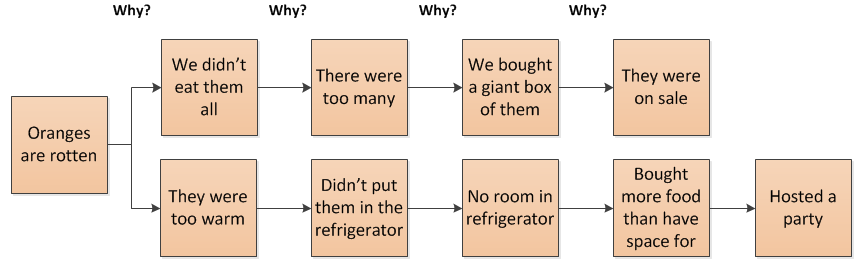 Why?
Why?
Why?
Why?
We didn’t
eat them
all
There were
too many
We bought
a giant box
of them
They were
on sale
Oranges
are rotten
They were
too warm
Didn’t put
them in the
refrigerator
No room in
refrigerator
Bought
more food
than have
space for
Hosted a
party